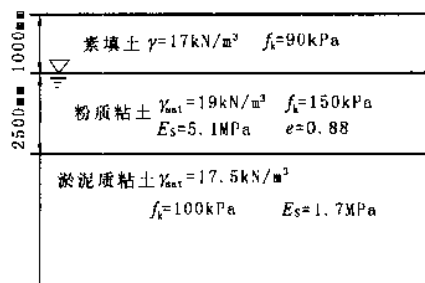 1000mm
素填土 γ=17kN/m³ fₖ=90kPa
2500mm
粉质粘土 γsat=19kN/m³ fₖ=150kPa
Es=5.1MPa e=0.88
淤泥质粘土 γsat=17.5kN/m³
fₖ=100kPa Es=1.7MPa